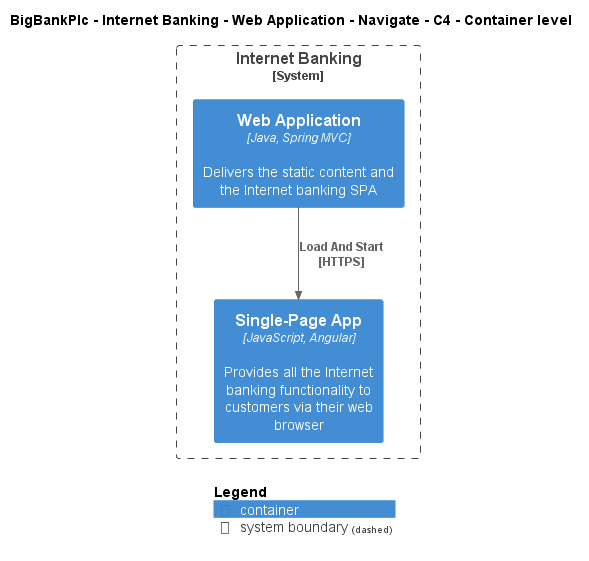 BigBankPlc - Internet Banking - Web Application - Navigate - C4 - Container level
Internet Banking
[System]
Web Application
[Java, Spring MVC]
Delivers the static content and
the Internet banking SPA
Load And Start
[HTTPS]
Single-Page App
[JavaScript, Angular]
Provides all the Internet
banking functionality to
customers via their web
browser
Legend
container
system boundary (dashed)